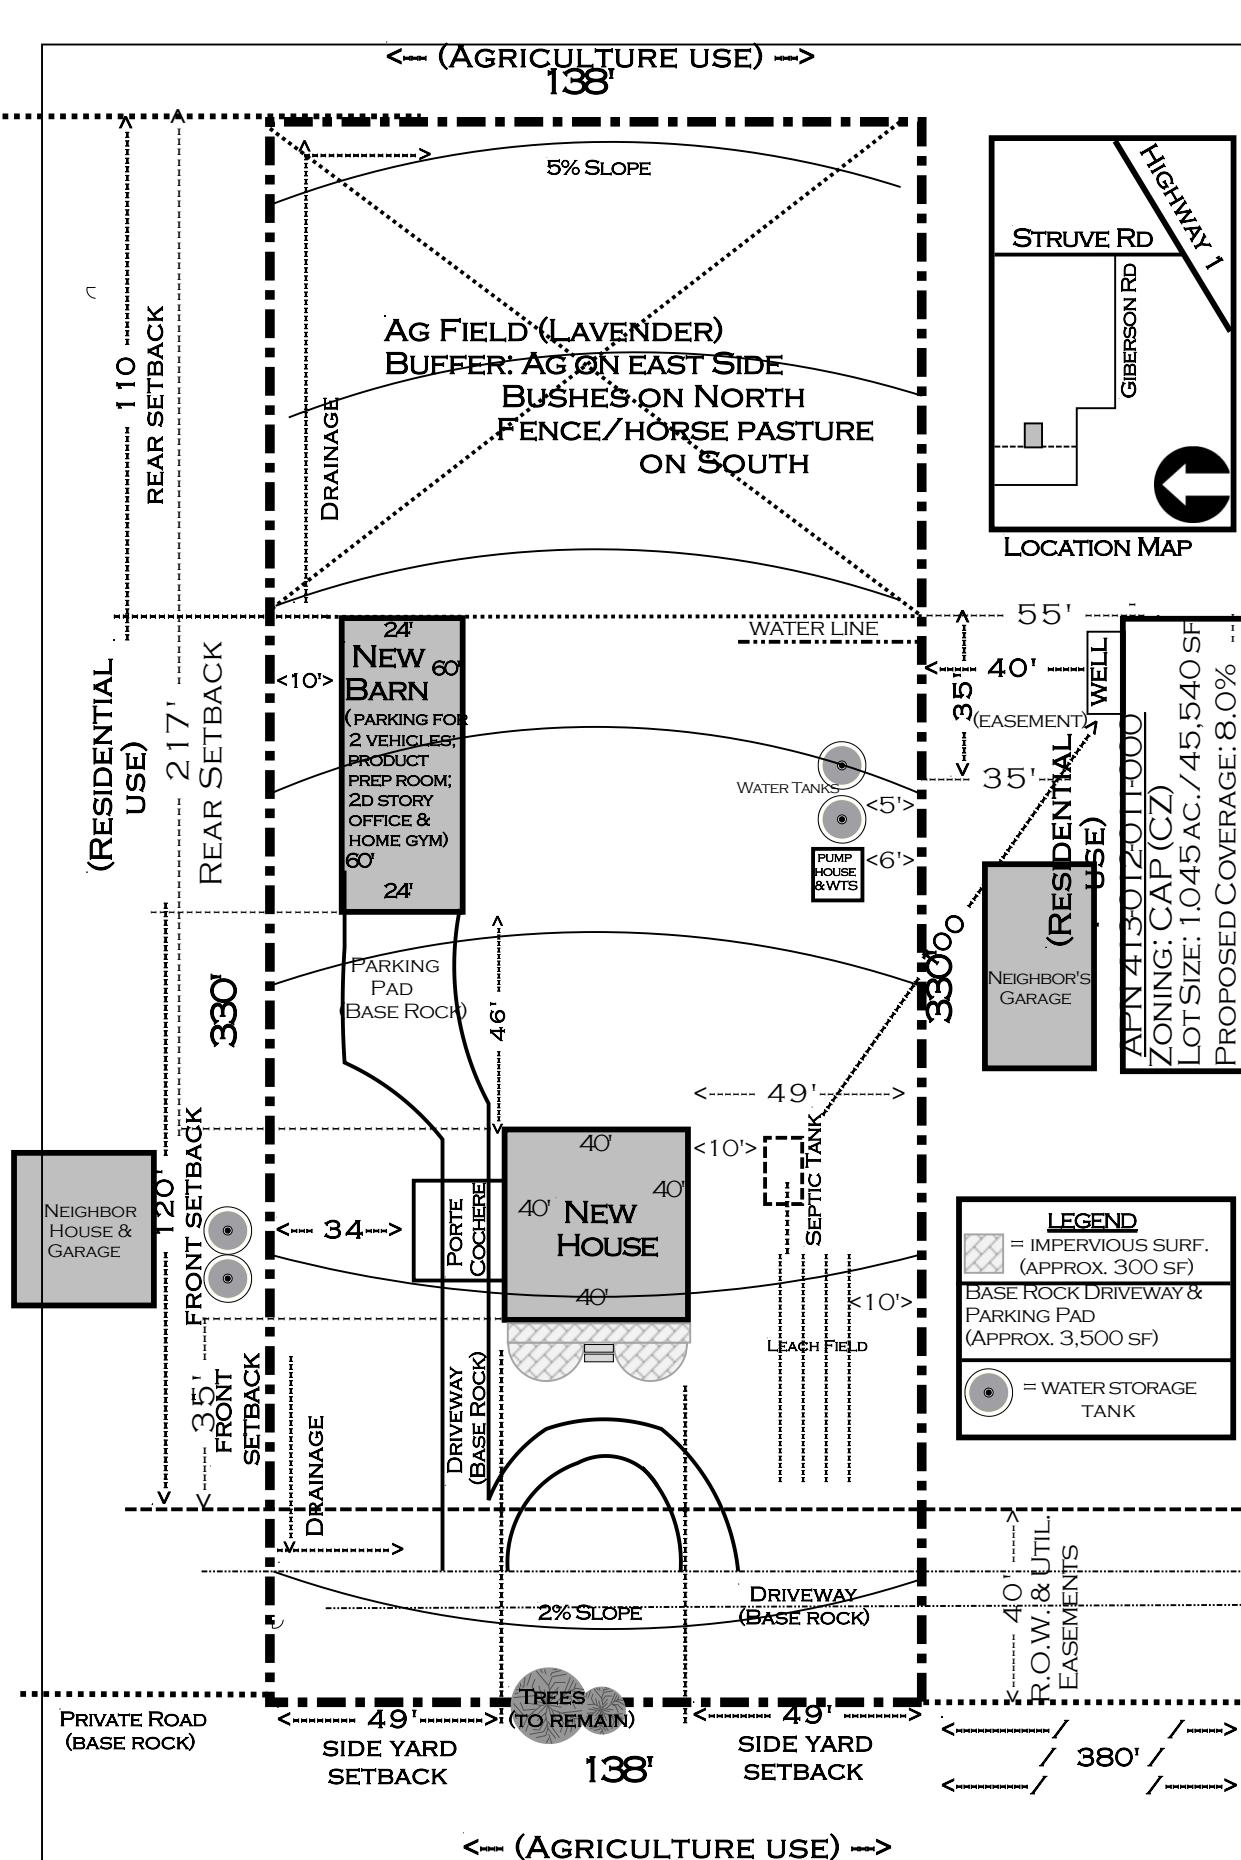 <-- (AGRICULTURE USE) -->
138'
5% SLOPE
HIGHWAY 1
STRUVE RD
GIBERSON RD
LOCATION MAP
110
REAR SETBACK
DRAINAGE
AG FIELD (LAVENDER)
BUFFER: AG ON EAST SIDE
BUSHES ON NORTH
FENCE/HORSE PASTURE
ON SOUTH
(RESIDENTIAL
USE)
217'
REAR SETBACK
<10'>
24'
NEW
60'
BARN
(PARKING FOR
2 VEHICLES;
PRODUCT
PREP ROOM;
2D STORY
OFFICE &
HOME GYM)
60'
24'
WATER LINE
WATER TANKS
<5'>
PUMP
HOUSE
& WTS
<6'>
55'
40'
WELL
35'
(EASEMENT)
35'
(RESIDENTIAL
USE)
APN 413-012-011-000
ZONING: CAP (CZ)
LOT SIZE: 1.045 AC. / 45,540 SF
PROPOSED COVERAGE: 8.0%
330'
PARKING
PAD
(BASE ROCK)
46'
330'
100
NEIGHBOR'S
GARAGE
49'
<10'>
SEPTIC TANK
120'
FRONT SETBACK
NEIGHBOR
HOUSE &
GARAGE
34
PORTE
COCHERE
40'
40'
40'
NEW
HOUSE
40'
<10'>
LEACH FIELD
LEGEND
= IMPERVIOUS SURF.
(APPROX. 300 SF)
BASE ROCK DRIVEWAY &
PARKING PAD
(APPROX. 3,500 SF)
= WATER STORAGE
TANK
35'
FRONT
SETBACK
DRAINAGE
DRIVEWAY
(BASE ROCK)
2% SLOPE
DRIVEWAY
(BASE ROCK)
40'
R.O.W. & UTIL.
EASEMENTS
PRIVATE ROAD
(BASE ROCK)
TREES
(TO REMAIN)
49'
SIDE YARD
SETBACK
138'
49'
SIDE YARD
SETBACK
380'
<-- (AGRICULTURE USE) -->